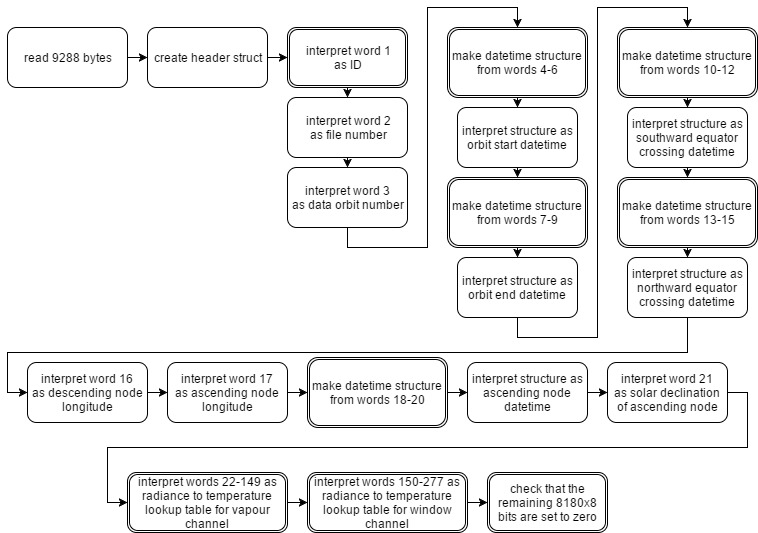 read 9288 bytes
create header struct
interpret word 1
as ID
interpret word 2
as file number
interpret word 3
as data orbit number
make datetime structure
from words 4-6
interpret structure as
orbit start datetime
make datetime structure
from words 7-9
interpret structure as
orbit end datetime
make datetime structure
from words 10-12
interpret structure as
southward equator
crossing datetime
make datetime structure
from words 13-15
interpret structure as
northward equator
crossing datetime
interpret word 16
as descending node
longitude
interpret word 17
as ascending node
longitude
make datetime structure
from words 18-20
interpret structure as
ascending node
datetime
interpret word 21
as solar declination
of ascending node
interpret words 22-149 as
radiance to temperature
lookup table for vapour
channel
interpret words 150-277 as
radiance to temperature
lookup table for window
channel
check that the
remaining 8180x8
bits are set to zero